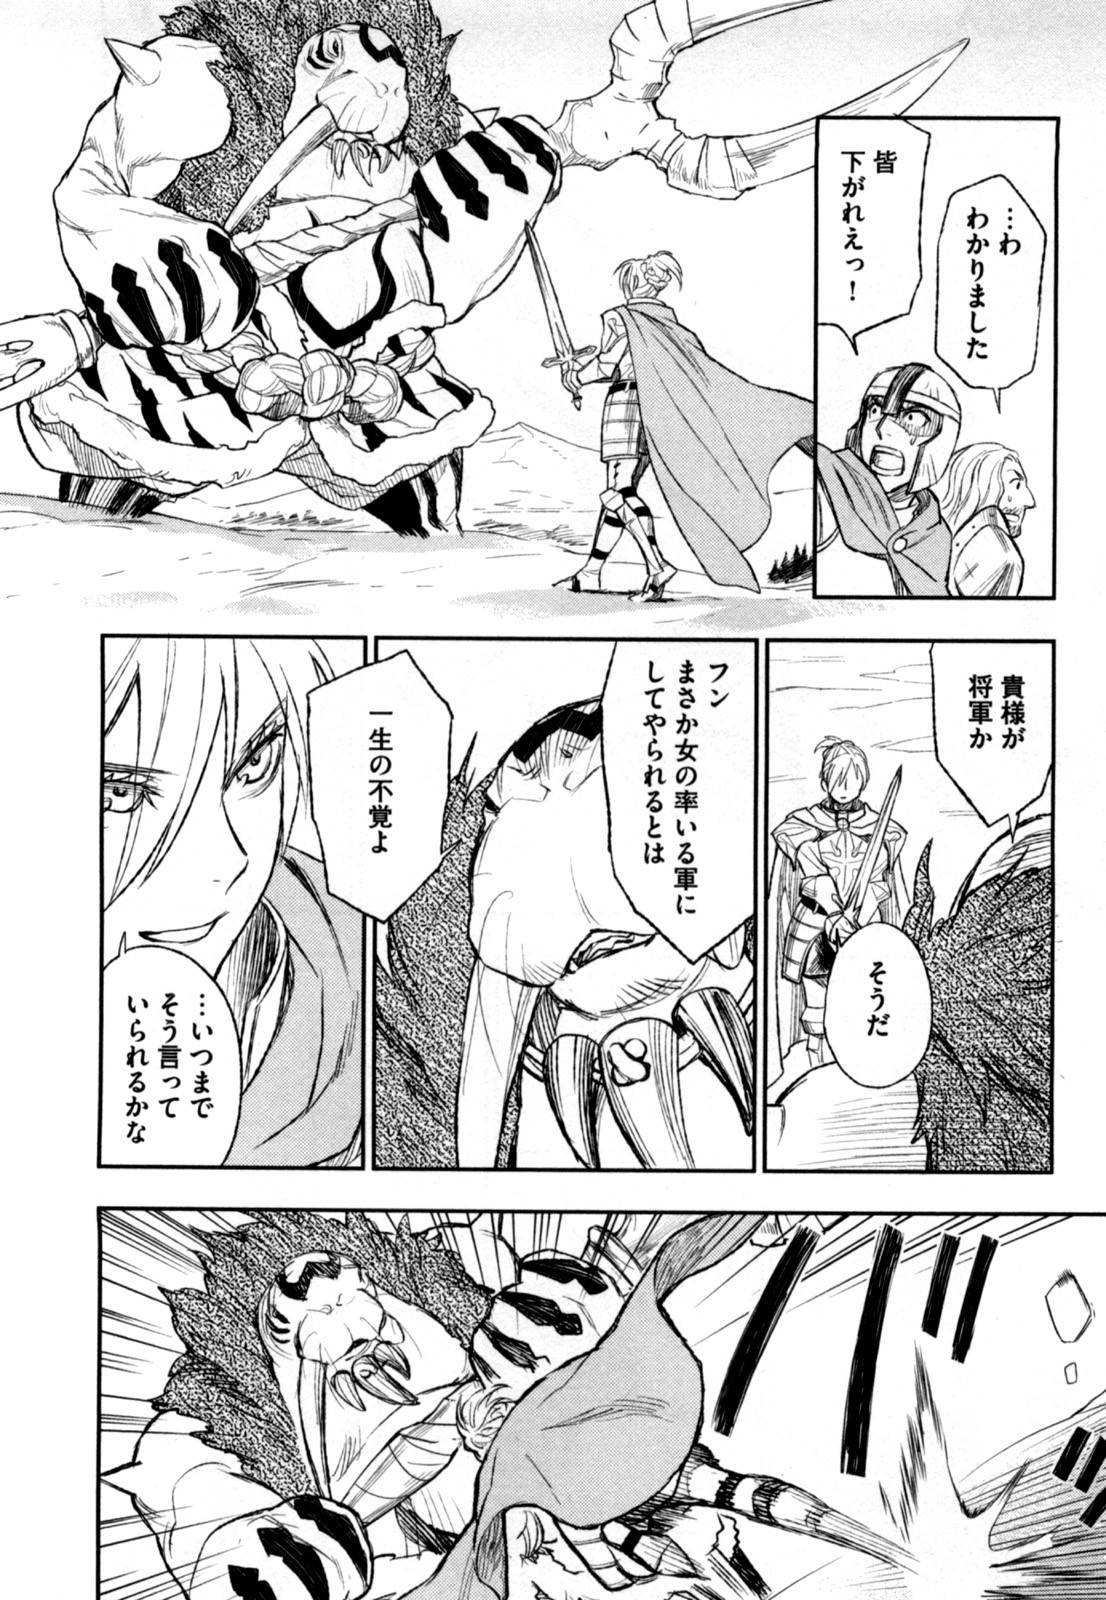 …わ
わかりました
皆
下がれえっ！
貴様が
将軍か
そうだ
フン
まさか女の率いる軍に
してやられるとは
一生の不覚よ
…いつまで
そう言って
いられるかな